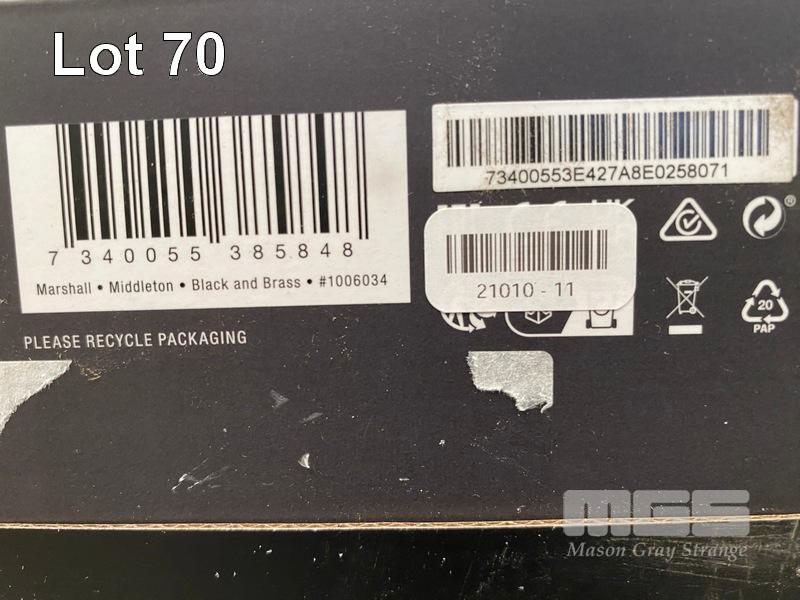 Lot 70
7 340055 385848
Marshall • Middleton • Black and Brass • #1006034
73400553E427A8E0258071
21010 - 11
PLEASE RECYCLE PACKAGING
®
20
PAP
MGS
Mason Gray Strange